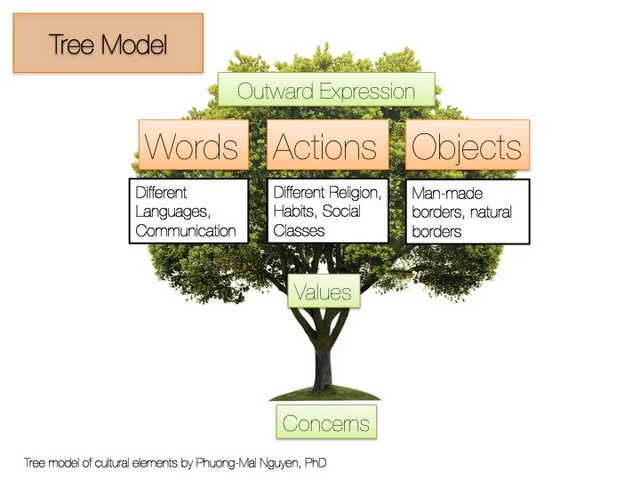 Tree Model
Outward Expression
Words
Actions
Objects
Different
Languages,
Communication
Different Religion,
Habits, Social
Classes
Man-made
borders, natural
borders
Values
Concerns
Tree model of cultural elements by Phuong-Mai Nguyen, PhD